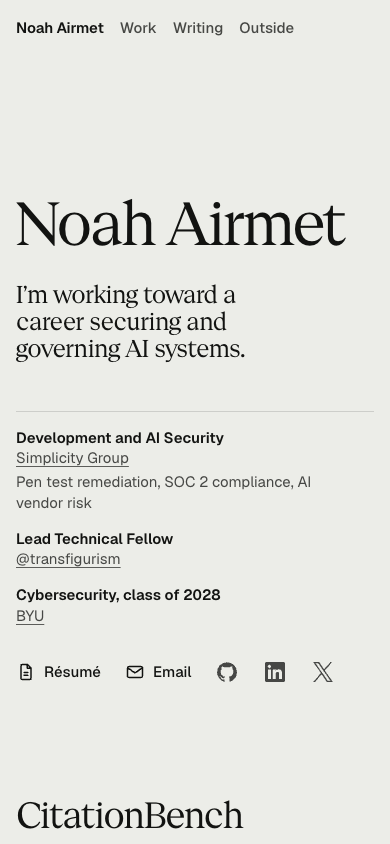 Noah Airmet Work Writing Outside
Noah Airmet
I'm working toward a
career securing and
governing AI systems.
Development and AI Security
Simplicity Group
Pen test remediation, SOC 2 compliance, AI
vendor risk
Lead Technical Fellow
@transfigurism
Cybersecurity, class of 2028
BYU
Résumé Email
CitationBench